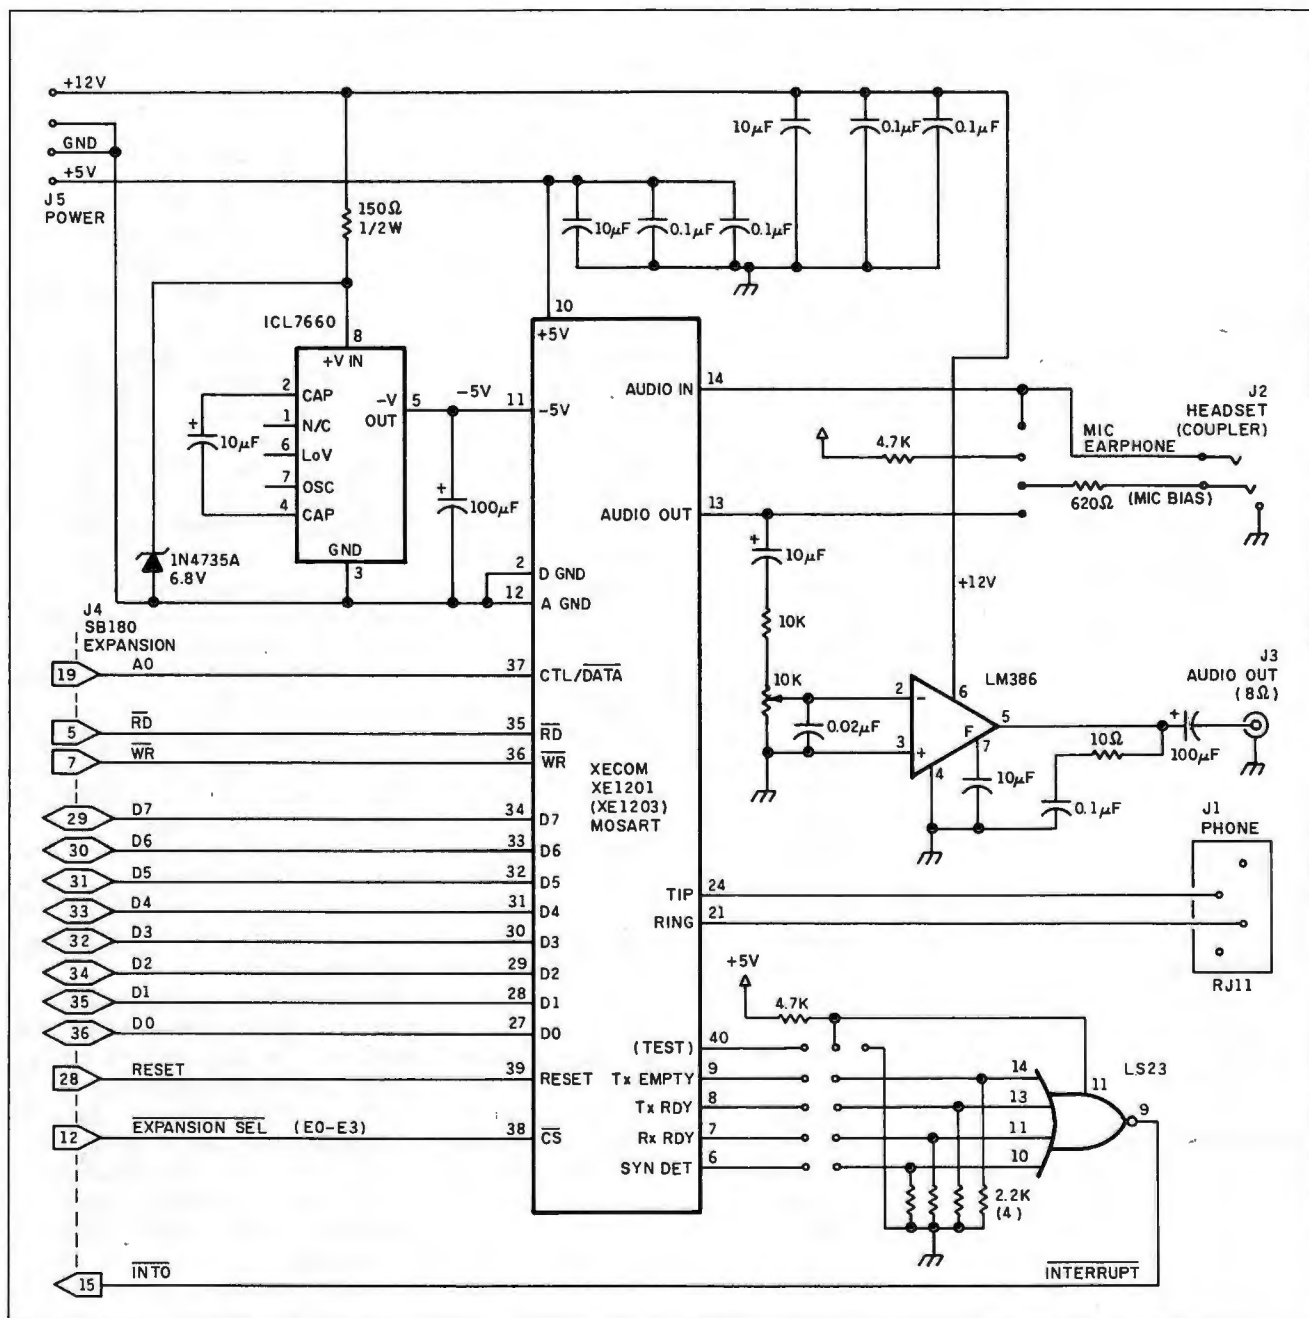 +12V
GND
+5V
J5
POWER
150Ω
1/2W
10µF
0.1µF
0.1µF
10µF
0.1µF
0.1µF
ICL7660
8
+V IN
2
CAP
1
N/C
6
LoV
7
OSC
4
CAP
-V
OUT
5
-5V
GND
3
+
10µF
+
100µF
1N4735A
6.8V
10
+5V
11
-5V
2
D GND
12
A GND
AUDIO IN
14
AUDIO OUT
13
4.7K
MIC
EARPHONE
J2
HEADSET
(COUPLER)
620Ω
(MIC BIAS)
+
10µF
10K
10K
0.02µF
+12V
LM386
2
-
3
+
6
5
F
7
4
10µF
10Ω
0.1µF
+
100µF
J3
AUDIO OUT
(8Ω)
J4
SB180
EXPANSION
19
A0
37
CTL/DATA
5
RD
35
RD
7
WR
36
WR
XECOM
XE1201
(XE1203)
MOSART
29
D7
34
D7
30
D6
33
D6
31
D5
32
D5
33
D4
31
D4
32
D3
30
D3
34
D2
29
D2
35
D1
28
D1
36
D0
27
D0
28
RESET
39
RESET
12
EXPANSION SEL (E0-E3)
38
CS
TIP
24
RING
21
J1
PHONE
RJ11
+5V
4.7K
(TEST)
40
Tx EMPTY
9
Tx RDY
8
Rx RDY
7
SYN DET
6
14
13
11
10
11
LS23
9
2.2K
(4)
15
INT0
INTERRUPT